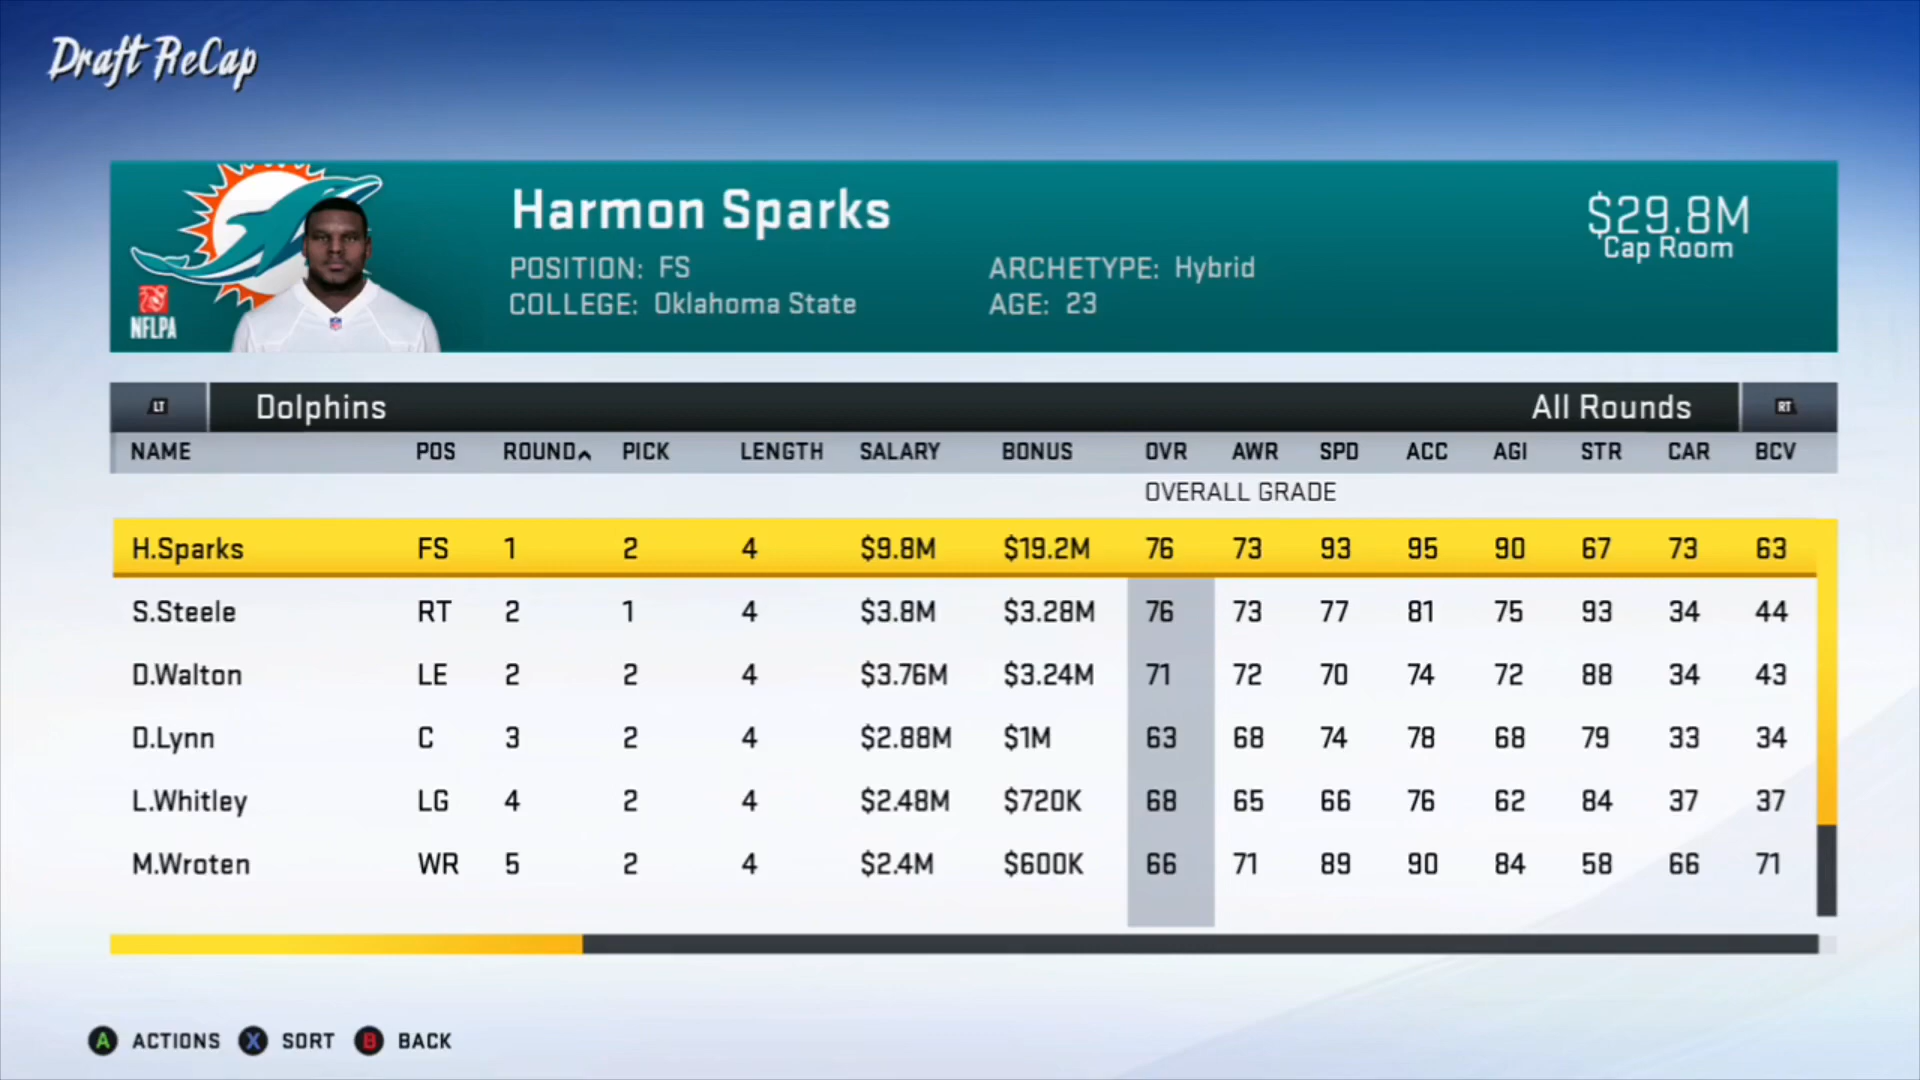 Draft ReCap
Harmon Sparks
$29.8M
Cap Room
POSITION: FS
ARCHETYPE: Hybrid
COLLEGE: Oklahoma State
AGE: 23
NFLPA
LT Dolphins All Rounds RT
NAME POS ROUND PICK LENGTH SALARY BONUS OVR AWR SPD ACC AGI STR CAR BCV
OVERALL GRADE
H.Sparks FS 1 2 4 $9.8M $19.2M 76 73 93 95 90 67 73 63
S.Steele RT 2 1 4 $3.8M $3.28M 76 73 77 81 75 93 34 44
D.Walton LE 2 2 4 $3.76M $3.24M 71 72 70 74 72 88 34 43
D.Lynn C 3 2 4 $2.88M $1M 63 68 74 78 68 79 33 34
L.Whitley LG 4 2 4 $2.48M $720K 68 65 66 76 62 84 37 37
M.Wroten WR 5 2 4 $2.4M $600K 66 71 89 90 84 58 66 71
A ACTIONS X SORT B BACK